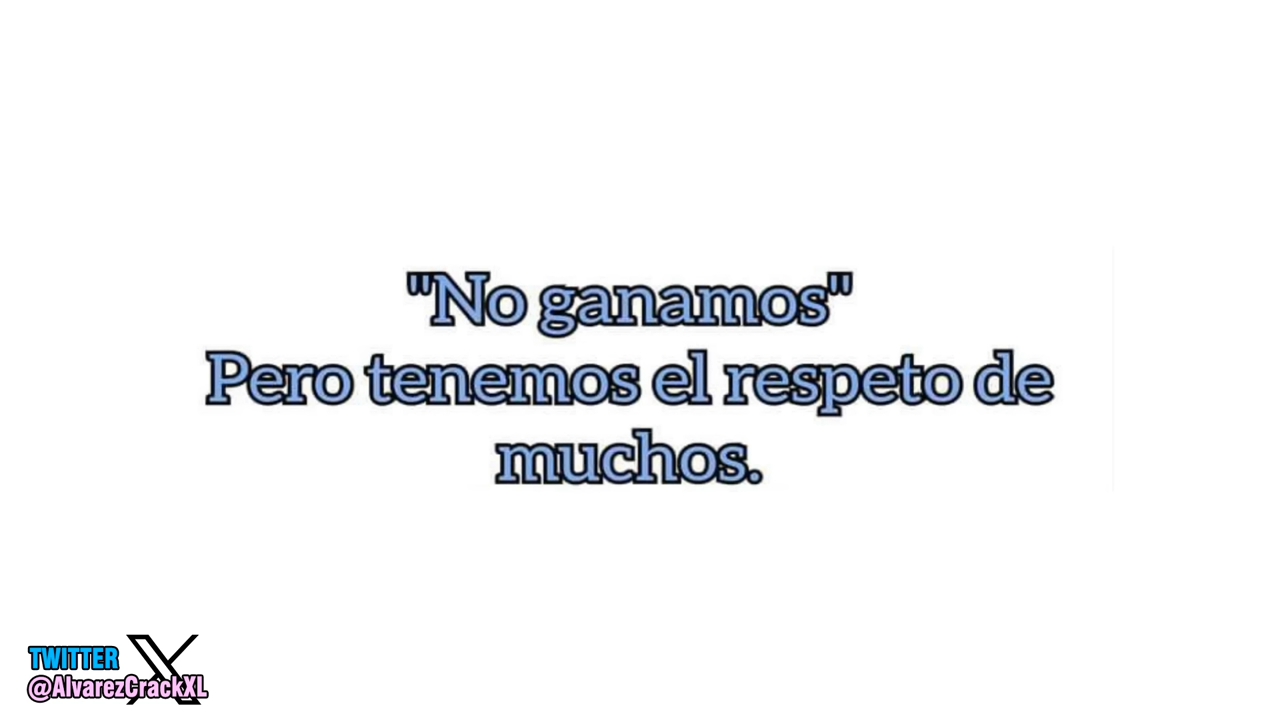 "No ganamos"
Pero tenemos el respeto de
muchos.
TWITTER X
@AlvarezCrackXL